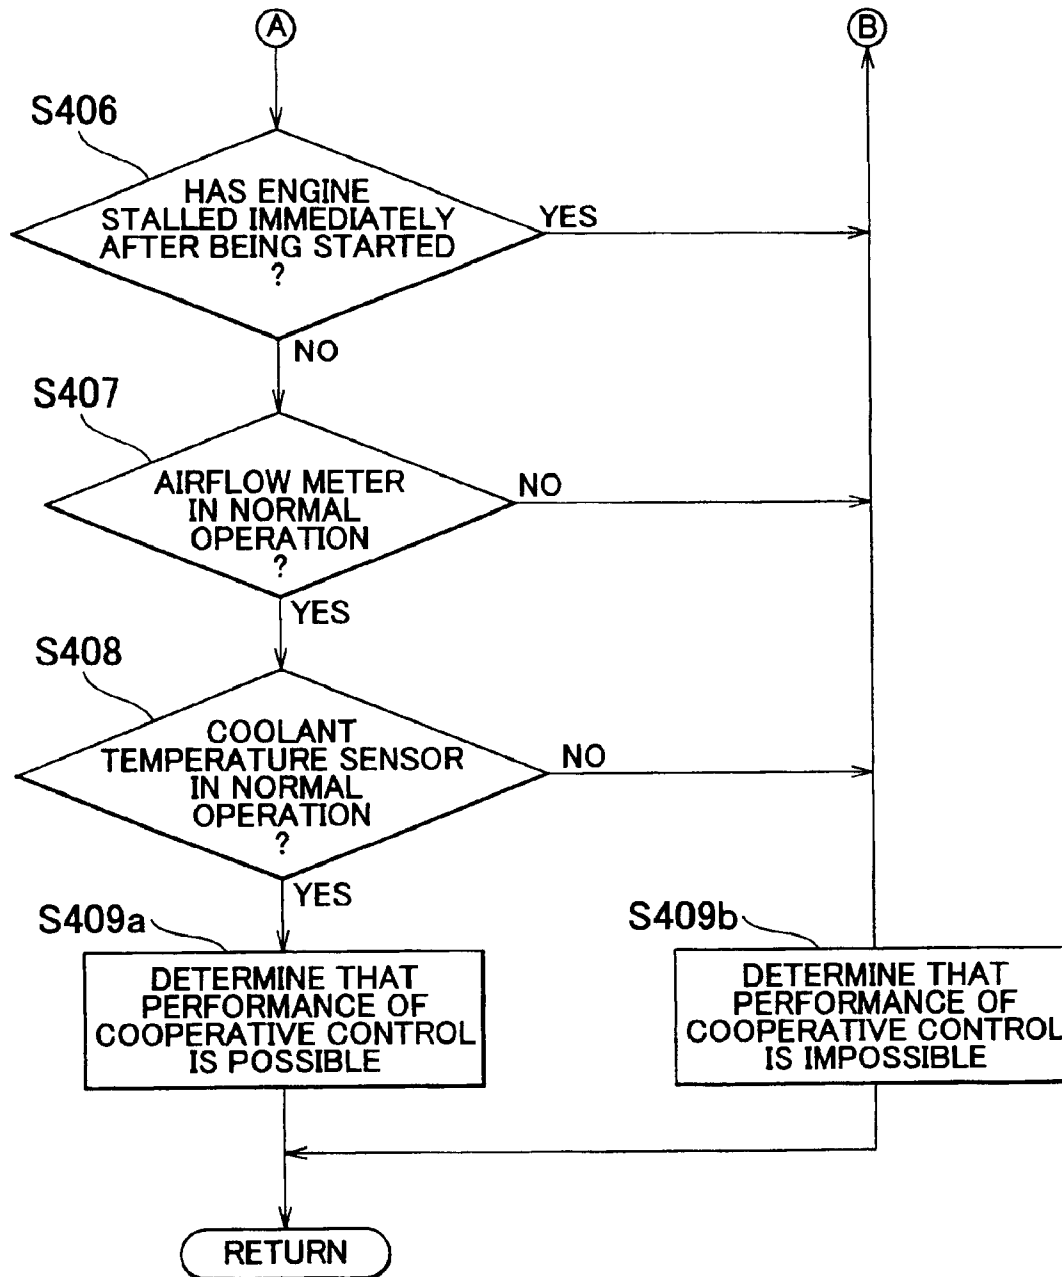 A
B
S406
HAS ENGINE
STALLED IMMEDIATELY
AFTER BEING STARTED
?
YES
NO
S407
AIRFLOW METER
IN NORMAL
OPERATION
?
NO
YES
S408
COOLANT
TEMPERATURE SENSOR
IN NORMAL
OPERATION
?
NO
YES
S409a
DETERMINE THAT
PERFORMANCE OF
COOPERATIVE CONTROL
IS POSSIBLE
S409b
DETERMINE THAT
PERFORMANCE OF
COOPERATIVE CONTROL
IS IMPOSSIBLE
RETURN